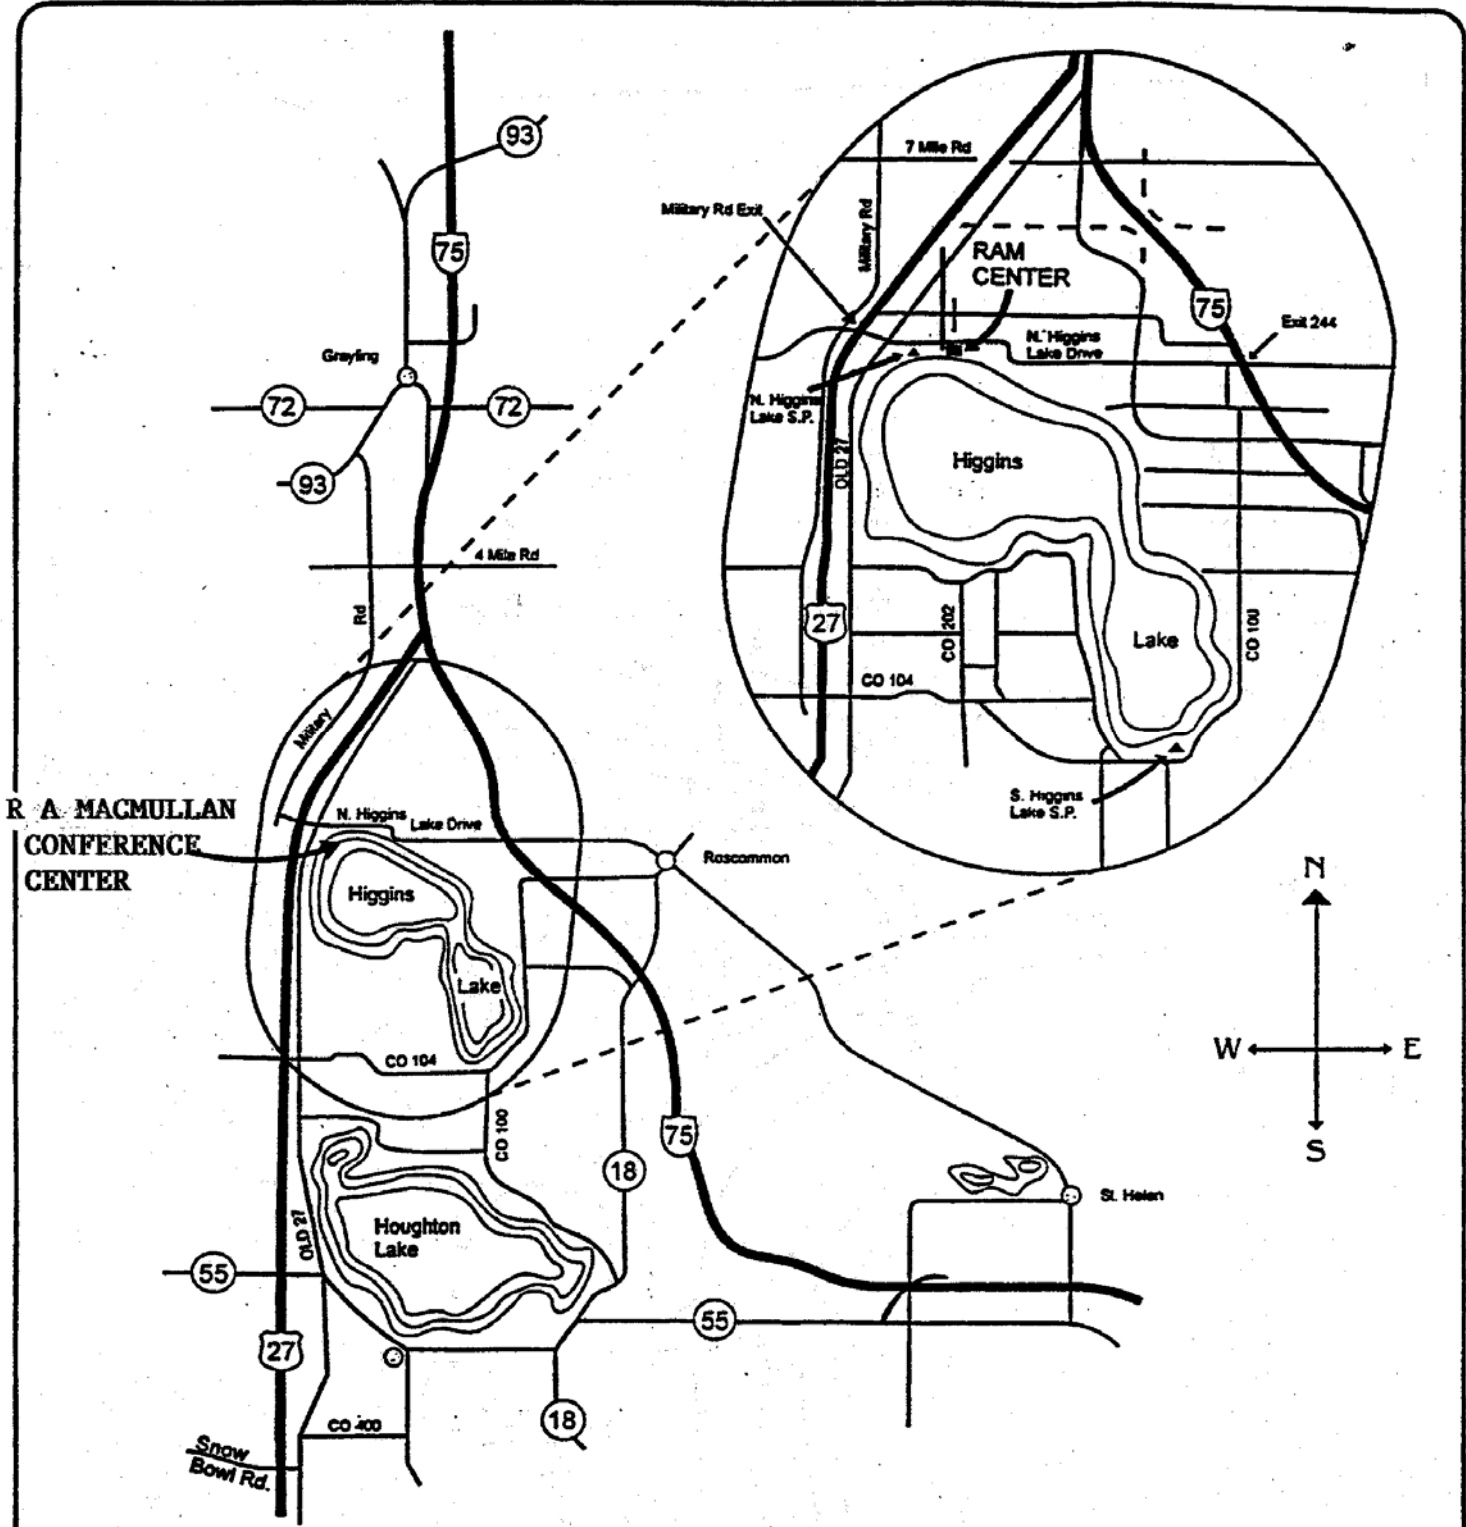 93
75
7 Mile Rd
Military Rd Exit
Military Rd
RAM
CENTER
75
Exit 244
N. Higgins
Lake Drive
Grayling
72
72
N. Higgins
Lake S.P.
OLD 27
Higgins
93
4 Mile Rd
Rd
27
CO 202
Lake
CO 100
CO 104
Military
S. Higgins
Lake S.P.
R A MACMULLAN
CONFERENCE
CENTER
N. Higgins
Lake Drive
Roscommon
Higgins
Lake
N
W E
S
CO 104
CO 100
75
18
St. Helen
OLD 27
Houghton
Lake
55
55
27
18
CO 400
Snow
Bowl Rd.